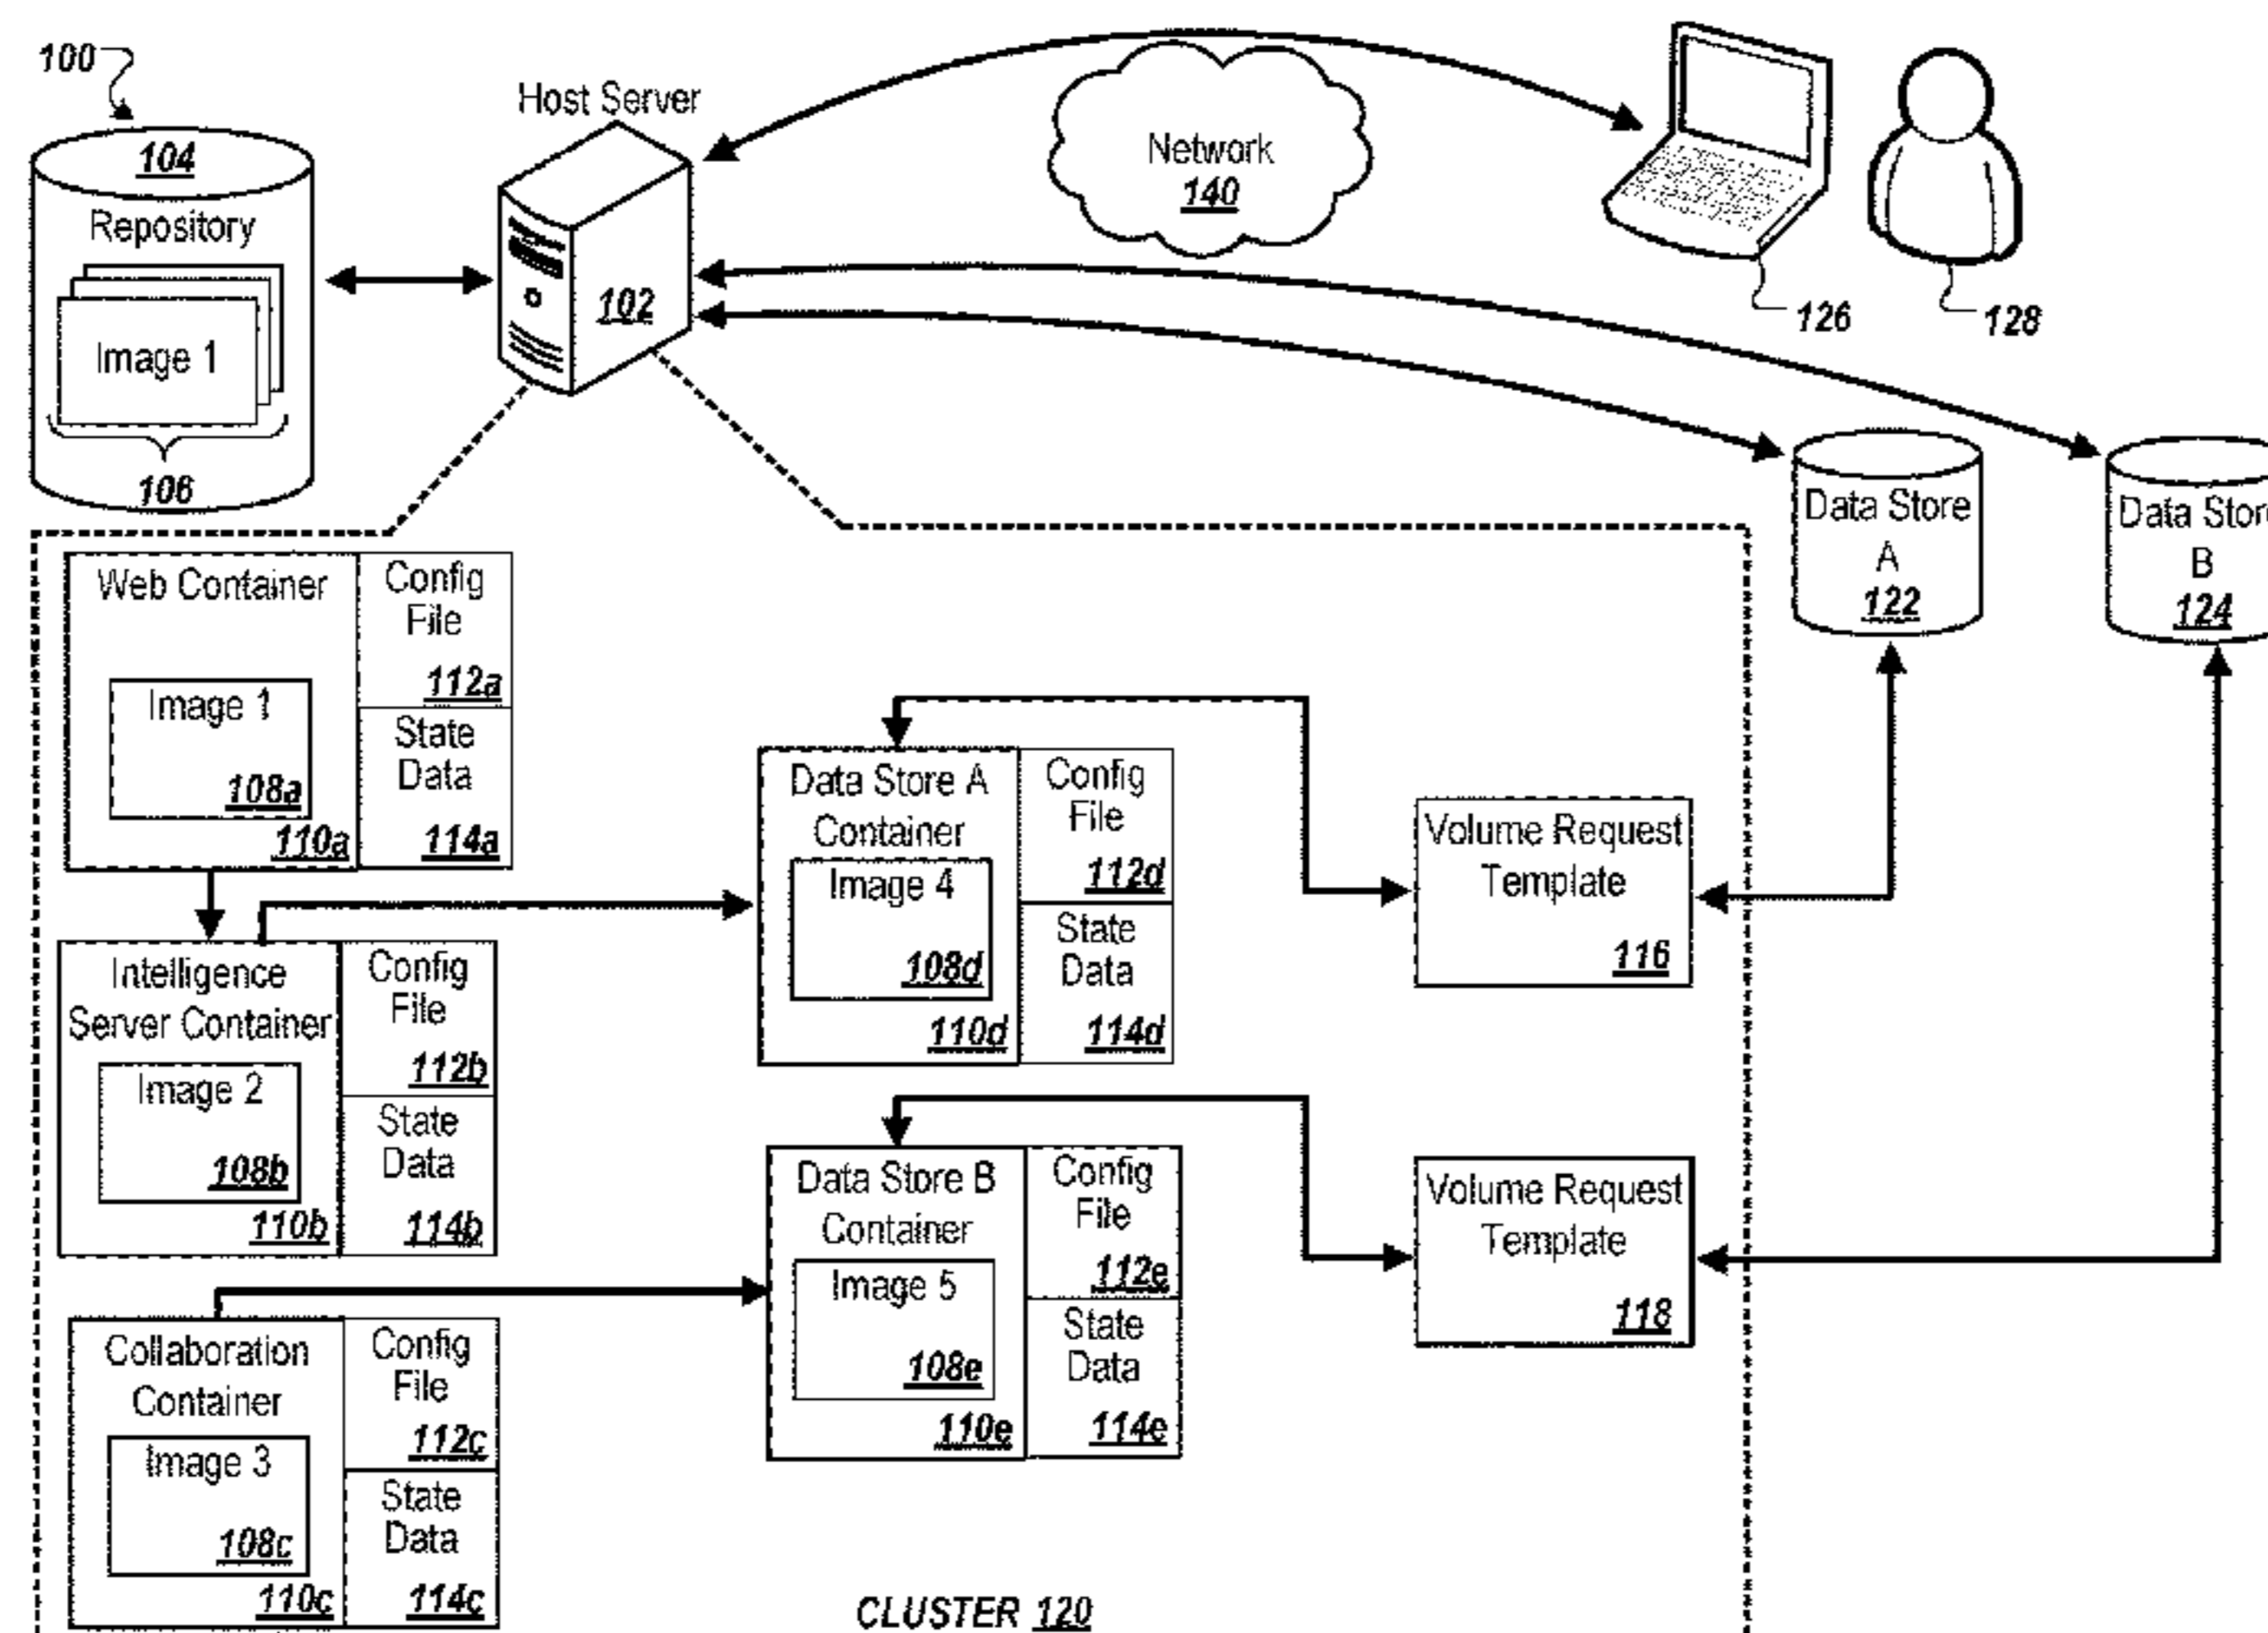 100
Host Server
104
Repository
Image 1
106
102
Network
140
126
128
Data Store
A
122
Data Store
B
124
Web Container
Image 1
108a
110a
Config
File
112a
State
Data
114a
Intelligence
Server Container
Image 2
108b
110b
Config
File
112b
State
Data
114b
Collaboration
Container
Image 3
108c
110c
Config
File
112c
State
Data
114c
Data Store A
Container
Image 4
108d
110d
Config
File
112d
State
Data
114d
Data Store B
Container
Image 5
108e
110e
Config
File
112e
State
Data
114e
Volume Request
Template
116
Volume Request
Template
118
CLUSTER 120